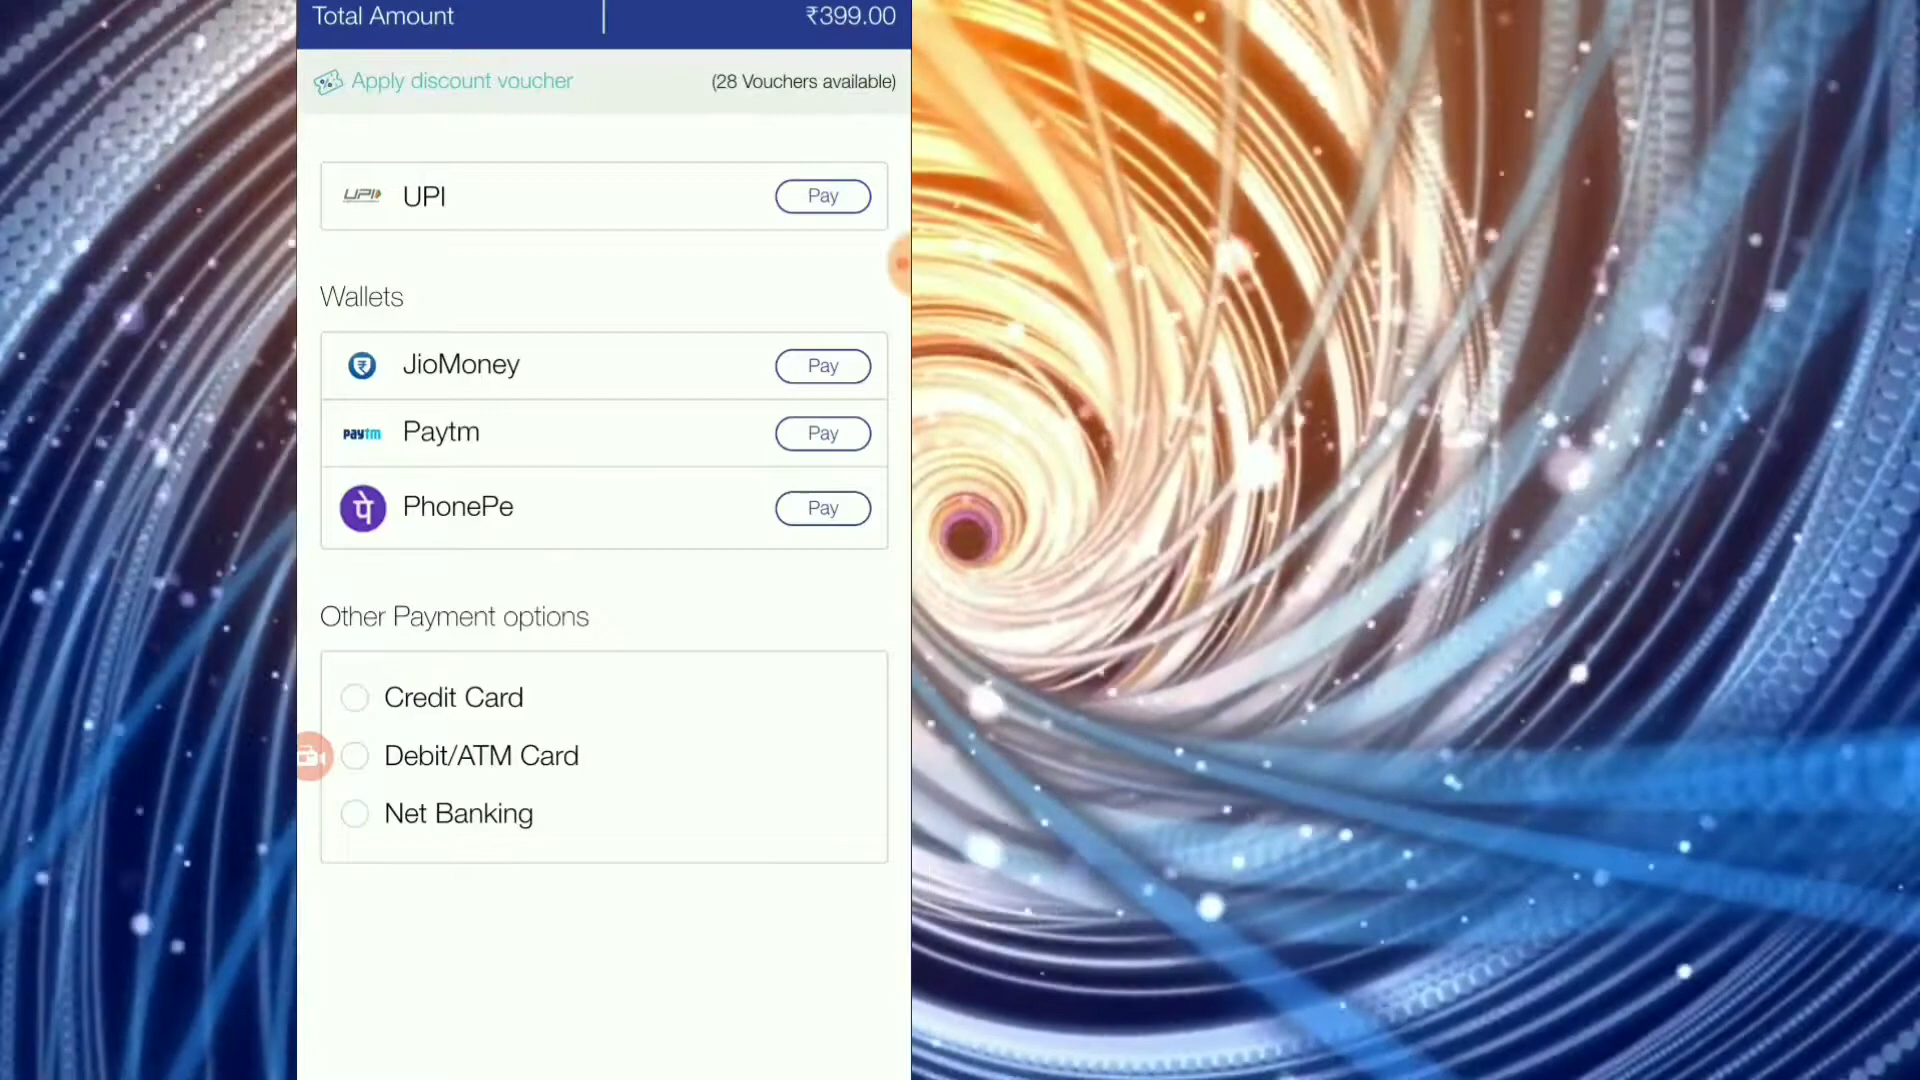 Total Amount ₹399.00
Apply discount voucher (28 Vouchers available)
UPI UPI Pay
Wallets
JioMoney Pay
paytm Paytm Pay
पे PhonePe Pay
Other Payment options
Credit Card
Debit/ATM Card
Net Banking